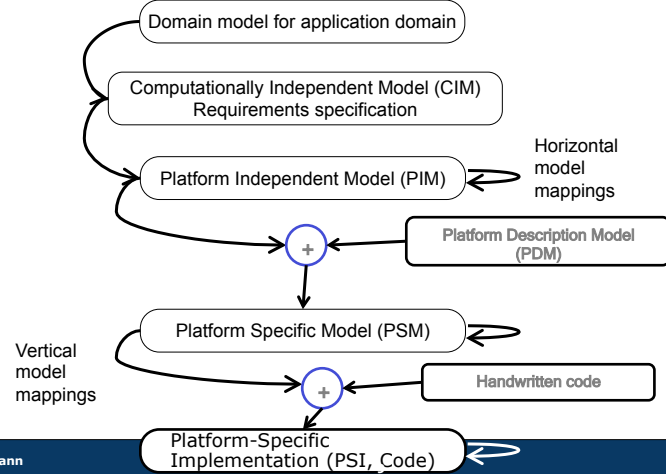 Domain model for application domain
Computationally Independent Model (CIM)
Requirements specification
Horizontal
model
mappings
Platform Independent Model (PIM)
+
Platform Description Model
(PDM)
Platform Specific Model (PSM)
Vertical
model
mappings
+
Handwritten code
Platform-Specific
Implementation (PSI, Code)
ann